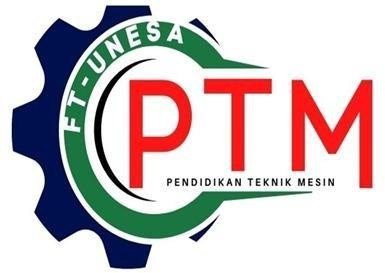 FT-UNESA
PTM
PENDIDIKAN TEKNIK MESIN